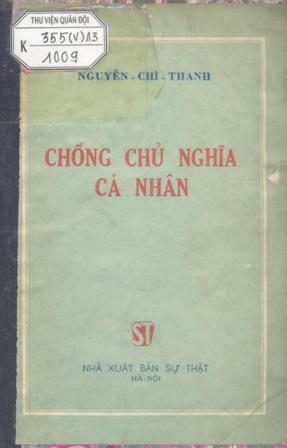 THƯ VIỆN QUÂN ĐỘI
K
355(V)13
1009
NGUYỄN - CHÍ - THANH
CHỐNG CHỦ NGHĨA
CÁ NHÂN
ST
NHÀ XUẤT BẢN SỰ THẬT
HÀ-NỘI